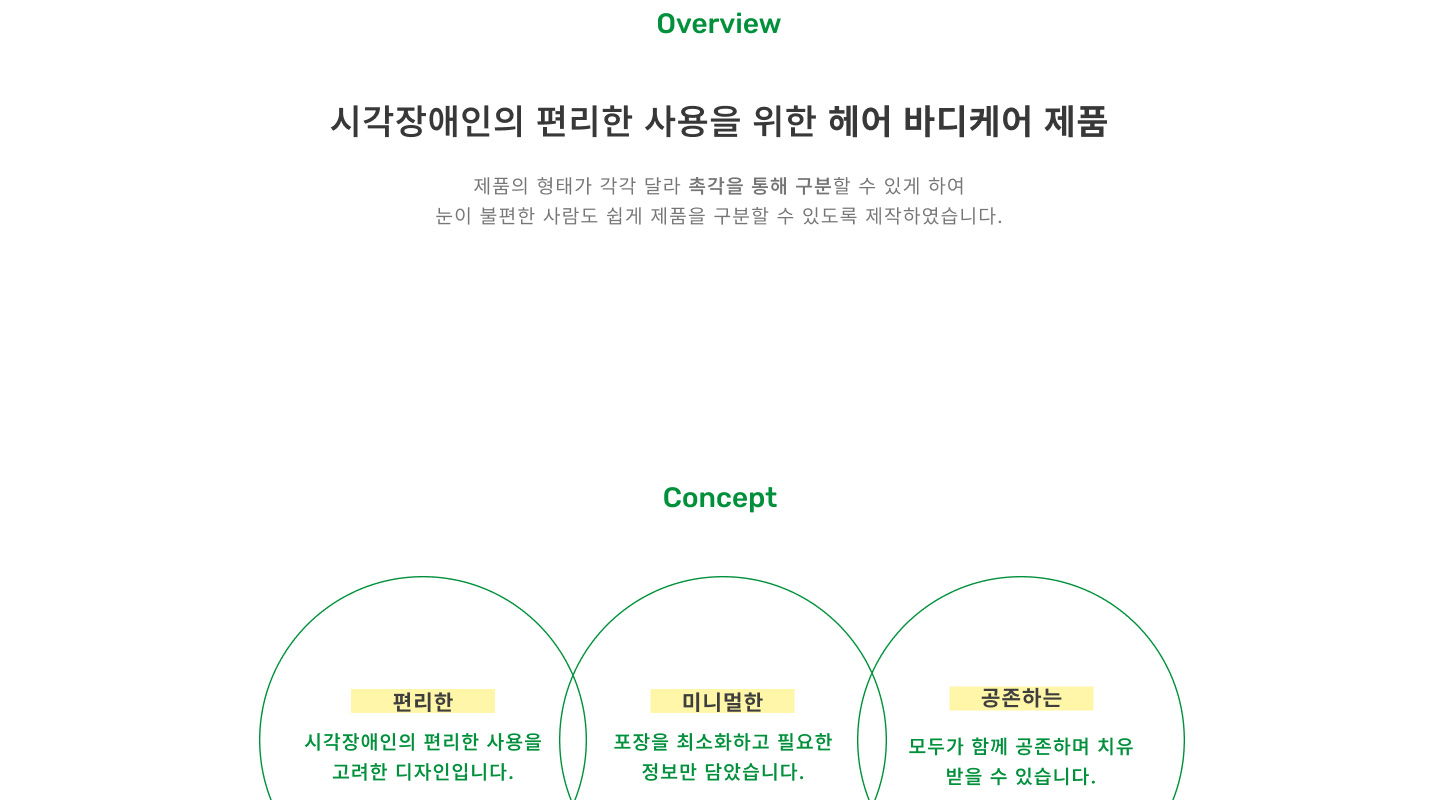 Overview
시각장애인의 편리한 사용을 위한 헤어 바디케어 제품
제품의 형태가 각각 달라 촉각을 통해 구분할 수 있게 하여
눈이 불편한 사람도 쉽게 제품을 구분할 수 있도록 제작하였습니다.
Concept
편리한
시각장애인의 편리한 사용을
고려한 디자인입니다.
미니멀한
포장을 최소화하고 필요한
정보만 담았습니다.
공존하는
모두가 함께 공존하며 치유
받을 수 있습니다.